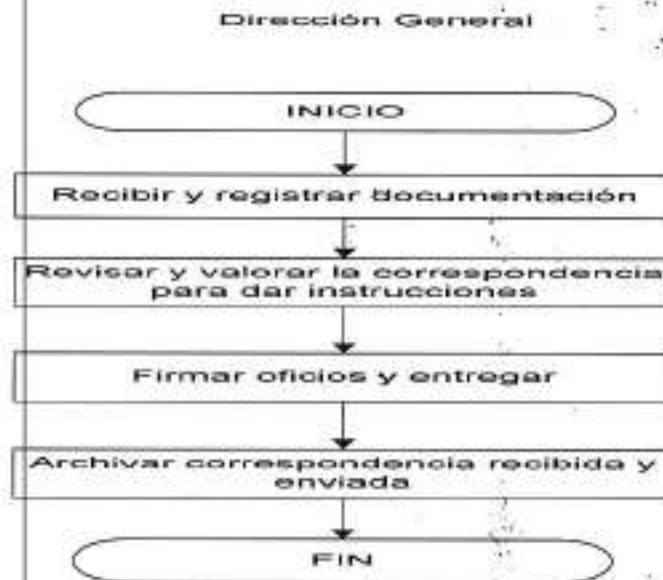 Dirección General
INICIO
Recibir y registrar documentación
Revisar y valorar la correspondencia
para dar instrucciones
Firmar oficios y entregar
Archivar correspondencia recibida y
enviada
FIN